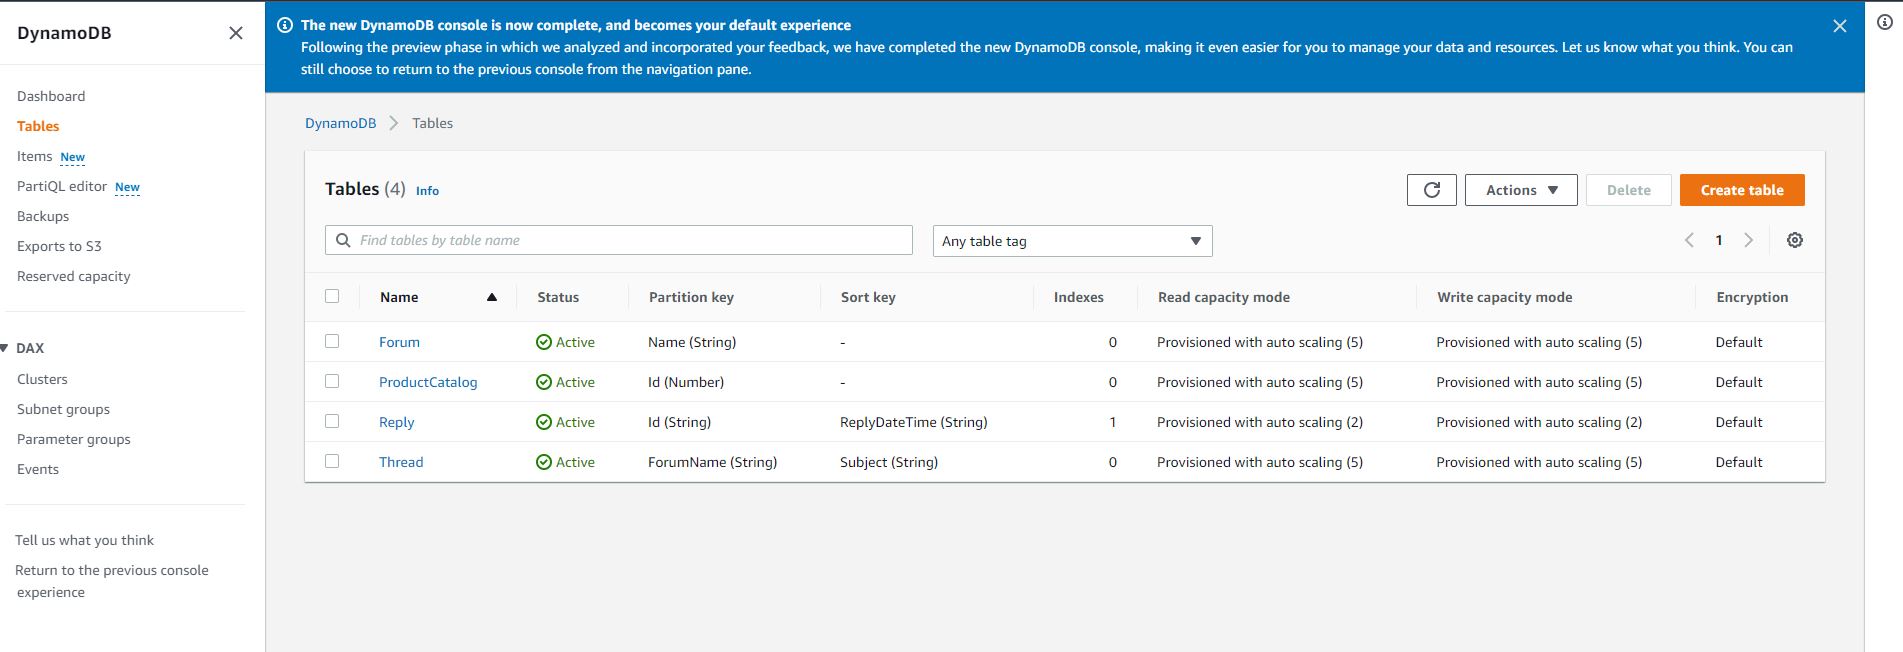 DynamoDB
Dashboard
Tables
Items New
PartiQL editor New
Backups
Exports to S3
Reserved capacity
DAX
Clusters
Subnet groups
Parameter groups
Events
Tell us what you think
Return to the previous console
experience
The new DynamoDB console is now complete, and becomes your default experience
Following the preview phase in which we analyzed and incorporated your feedback, we have completed the new DynamoDB console, making it even easier for you to manage your data and resources. Let us know what you think. You can
still choose to return to the previous console from the navigation pane.
DynamoDB Tables
Tables (4) Info
Actions Delete Create table
Find tables by table name Any table tag 1
Name Status Partition key Sort key Indexes Read capacity mode Write capacity mode Encryption
Forum Active Name (String) - 0 Provisioned with auto scaling (5) Provisioned with auto scaling (5) Default
ProductCatalog Active Id (Number) - 0 Provisioned with auto scaling (5) Provisioned with auto scaling (5) Default
Reply Active Id (String) ReplyDateTime (String) 1 Provisioned with auto scaling (2) Provisioned with auto scaling (2) Default
Thread Active ForumName (String) Subject (String) 0 Provisioned with auto scaling (5) Provisioned with auto scaling (5) Default